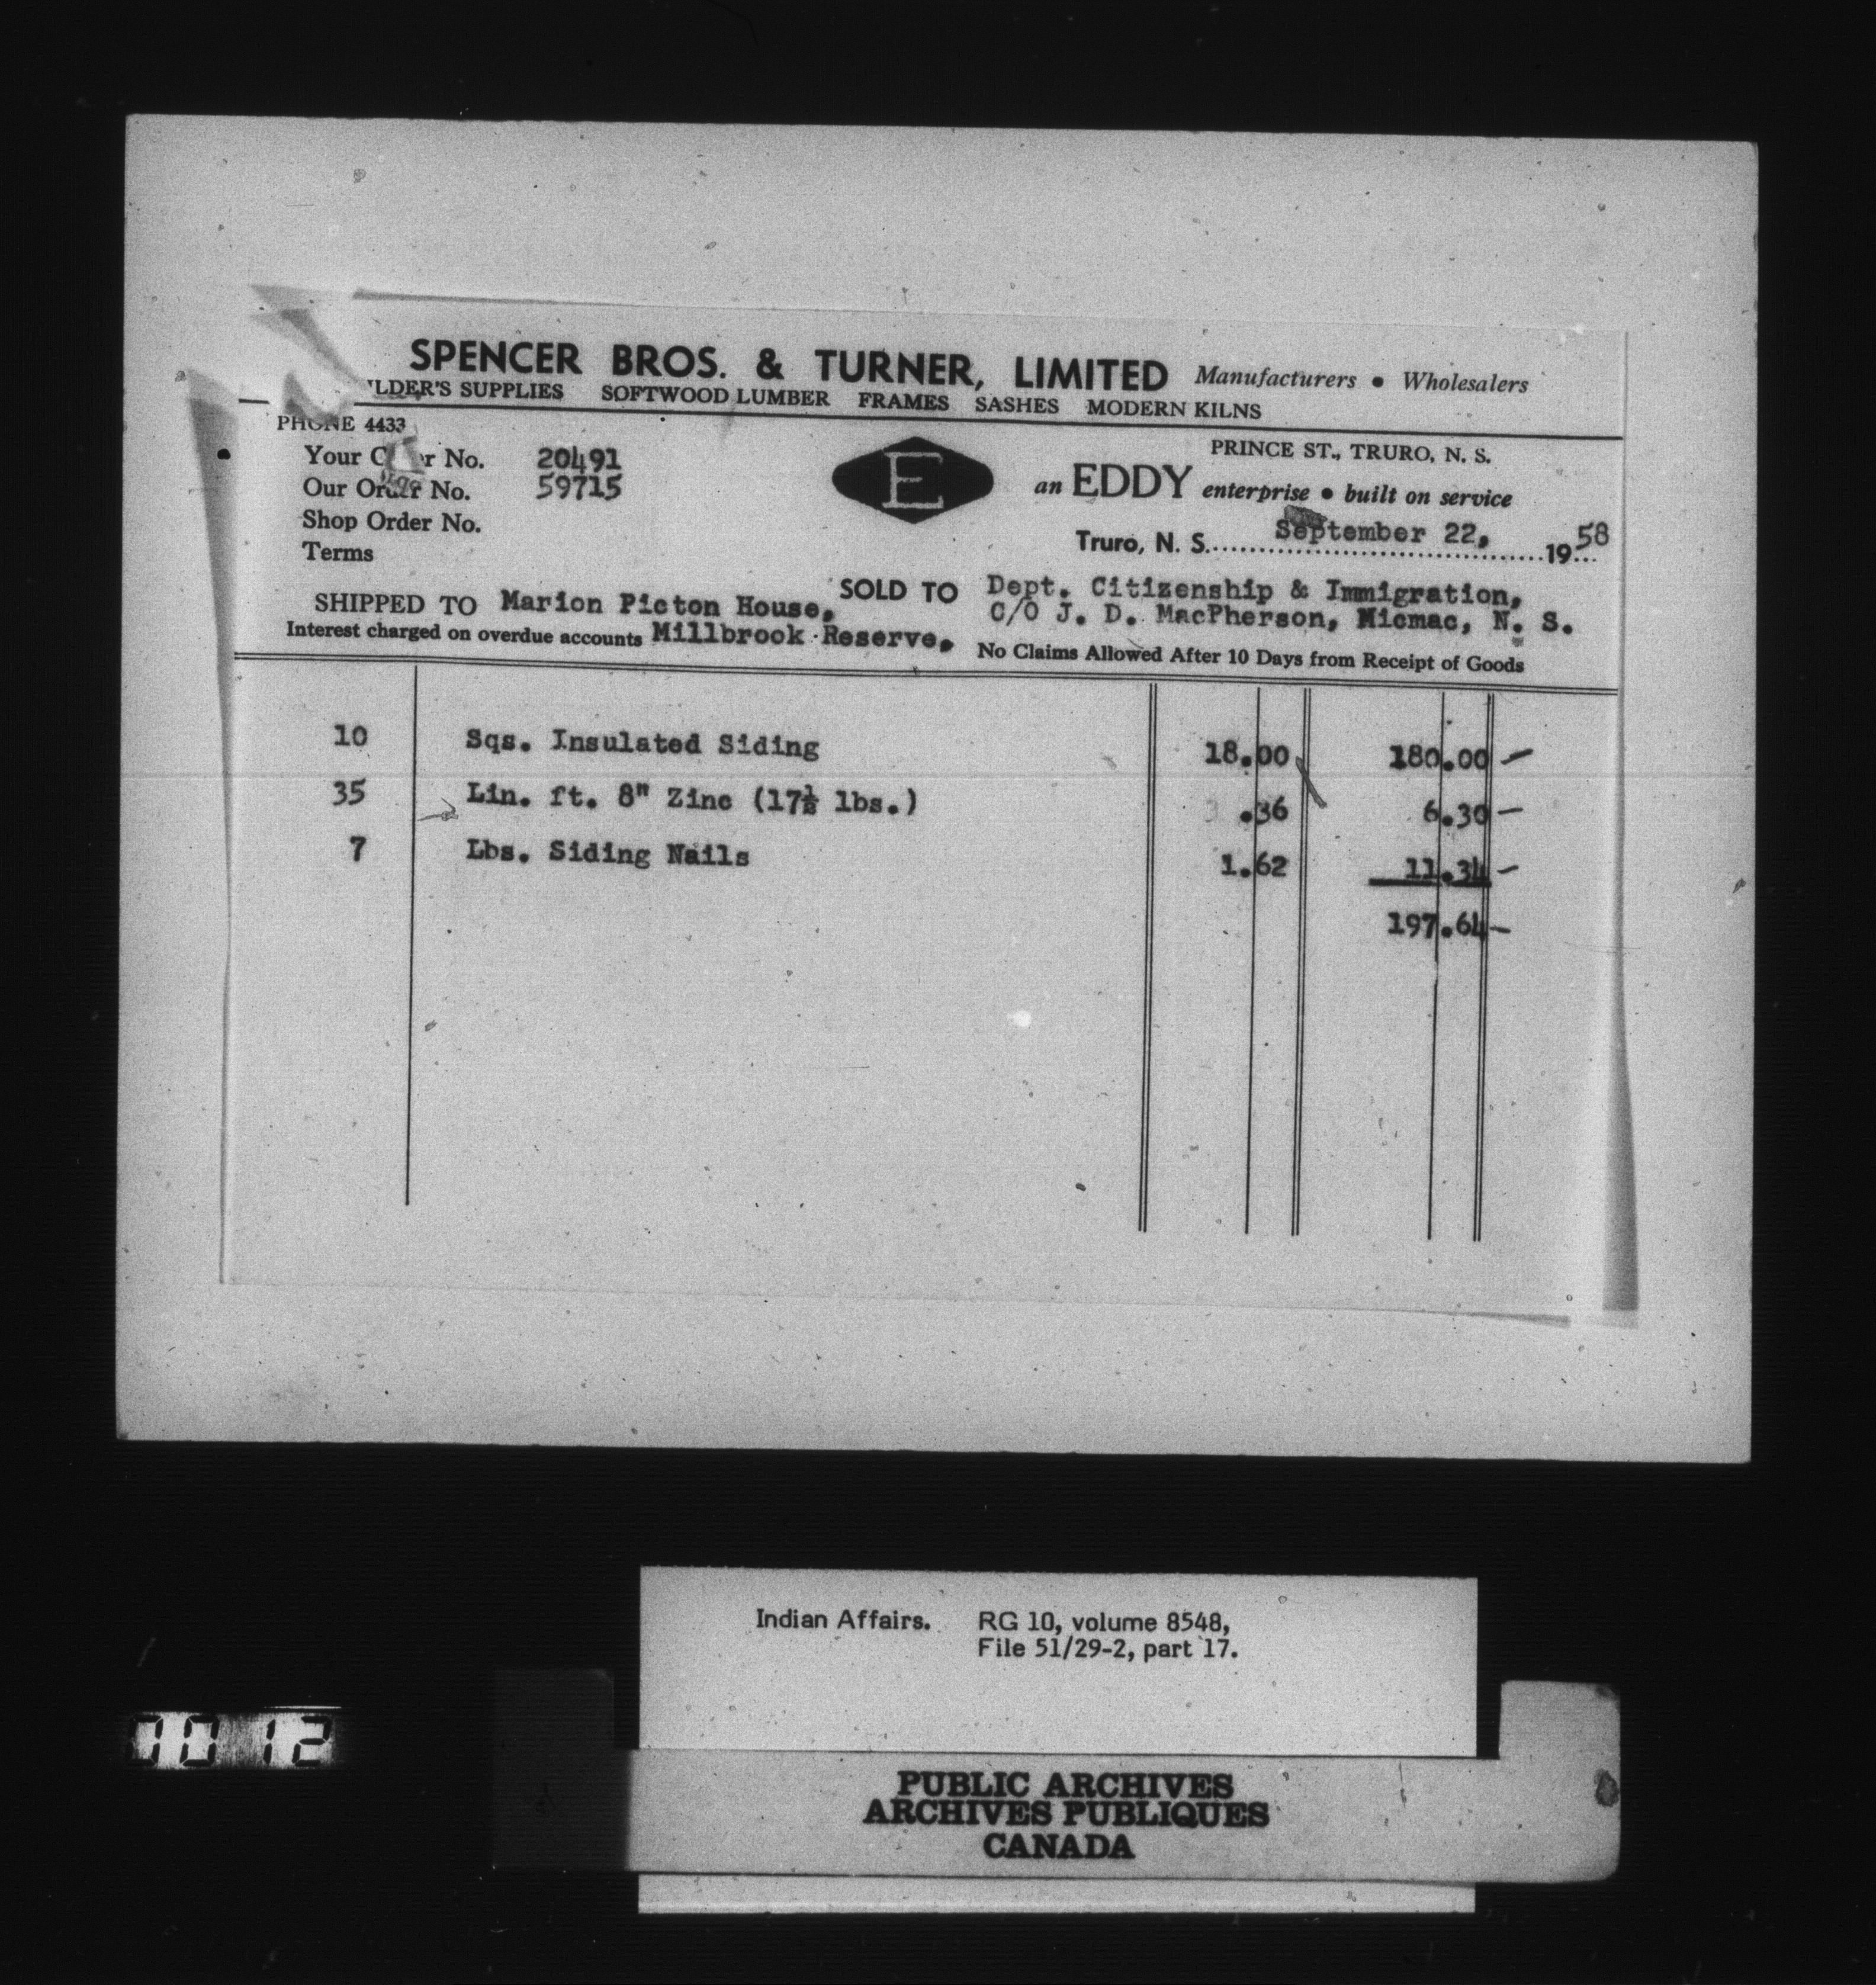 SPENCER BROS. & TURNER, LIMITED Manufacturers • Wholesalers
SUPPLIES SOFTWOOD LUMBER FRAMES SASHES MODERN KILNS
PHONE 4433
PRINCE ST., TRURO, N. S.
Your Order No. 20491
Our Order No. 59715
E
an EDDY enterprise • built on service
Shop Order No.
Terms
Truro, N. S. September 22, 1958
SHIPPED TO Marion Picton House,
Interest charged on overdue accounts Millbrook Reserve.
SOLD TO Dept. Citizenship & Immigration,
C/O J. D. MacPherson, Micmac, N. S.
No Claims Allowed After 10 Days from Receipt of Goods
10 Sqs. Insulated Siding 18.00 180.00 –
35 Lin. ft. 8" Zinc (17½ lbs.) .36 6.30 –
7 Lbs. Siding Nails 1.62 11.34 –
197.64 –
Indian Affairs. RG 10, volume 8548,
File 51/29-2, part 17.
PUBLIC ARCHIVES
ARCHIVES PUBLIQUES
CANADA